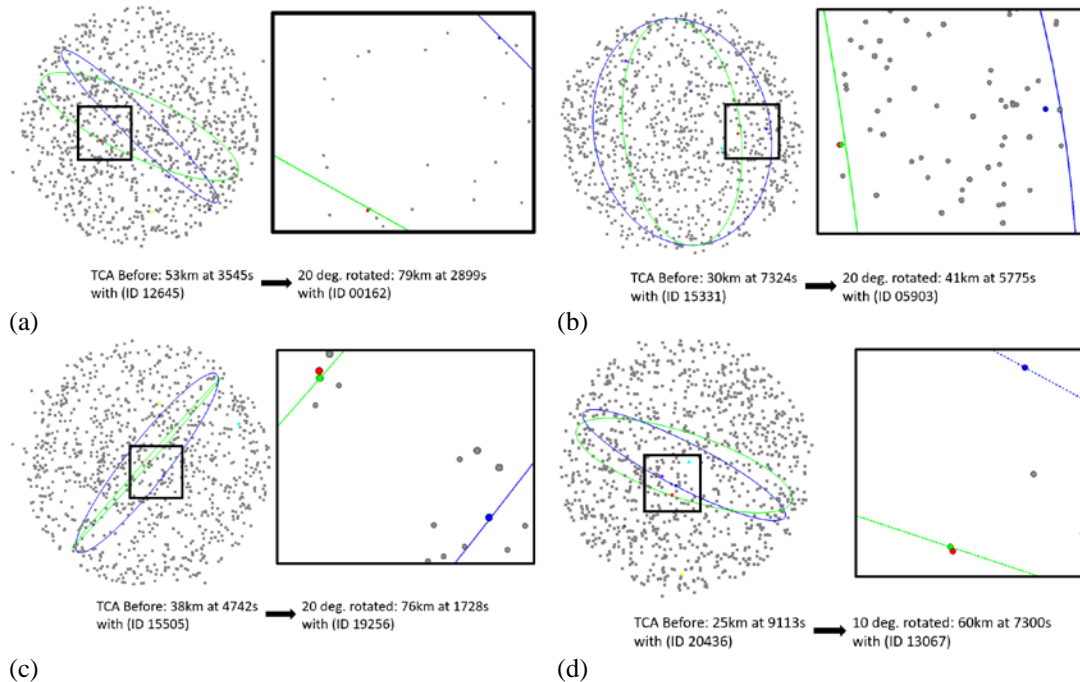 TCA Before: 53km at 3545s
with (ID 12645)
20 deg. rotated: 79km at 2899s
with (ID 00162)
(a)
TCA Before: 30km at 7324s
with (ID 15331)
20 deg. rotated: 41km at 5775s
with (ID 05903)
(b)
TCA Before: 38km at 4742s
with (ID 15505)
20 deg. rotated: 76km at 1728s
with (ID 19256)
(c)
TCA Before: 25km at 9113s
with (ID 20436)
10 deg. rotated: 60km at 7300s
with (ID 13067)
(d)